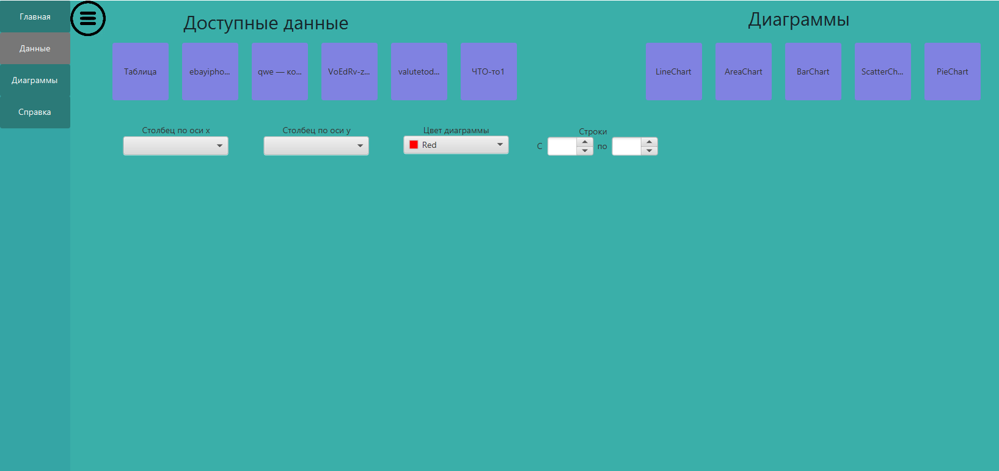 Главная
Данные
Диаграммы
Справка
Доступные данные
Диаграммы
Таблица
ebayipho...
qwe — ко...
VoEdRv-z...
valutetod...
ЧТО-то1
LineChart
AreaChart
BarChart
ScatterCh...
PieChart
Столбец по оси x
Столбец по оси y
Цвет диаграммы
Red
Строки
С
по